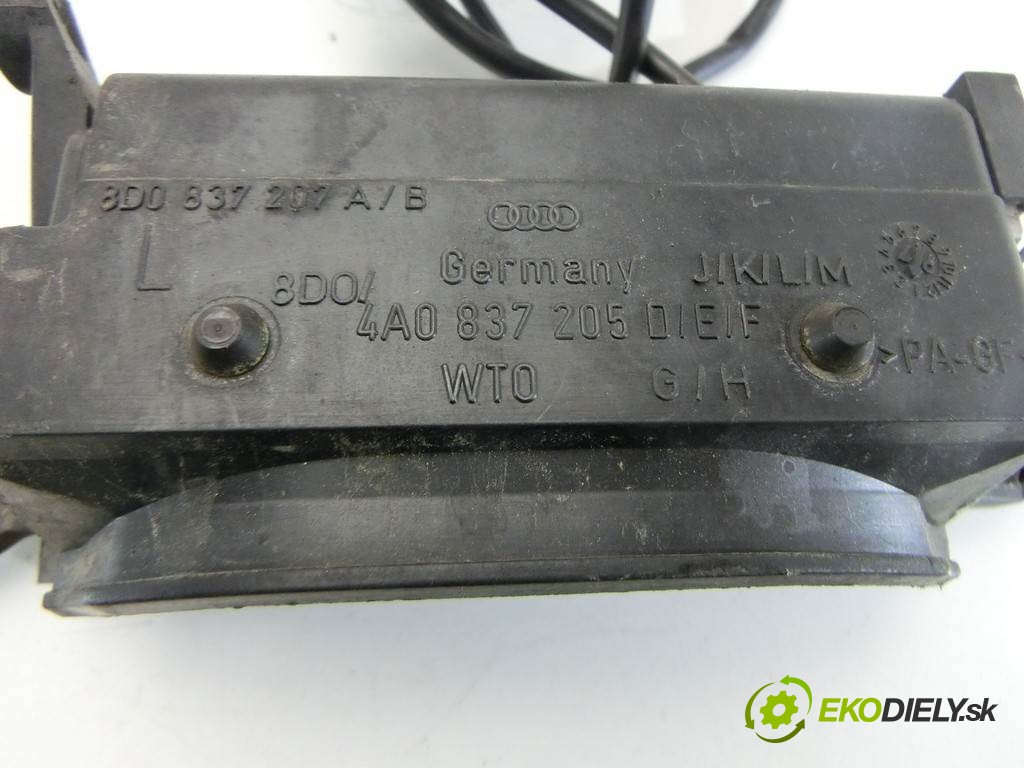 8D0 837 207 A/B
L
Germany J/K/L/M
8D0/
4A0 837 205 D/E/F
WTO G/H
>PA-GF
EKODIELY.sk